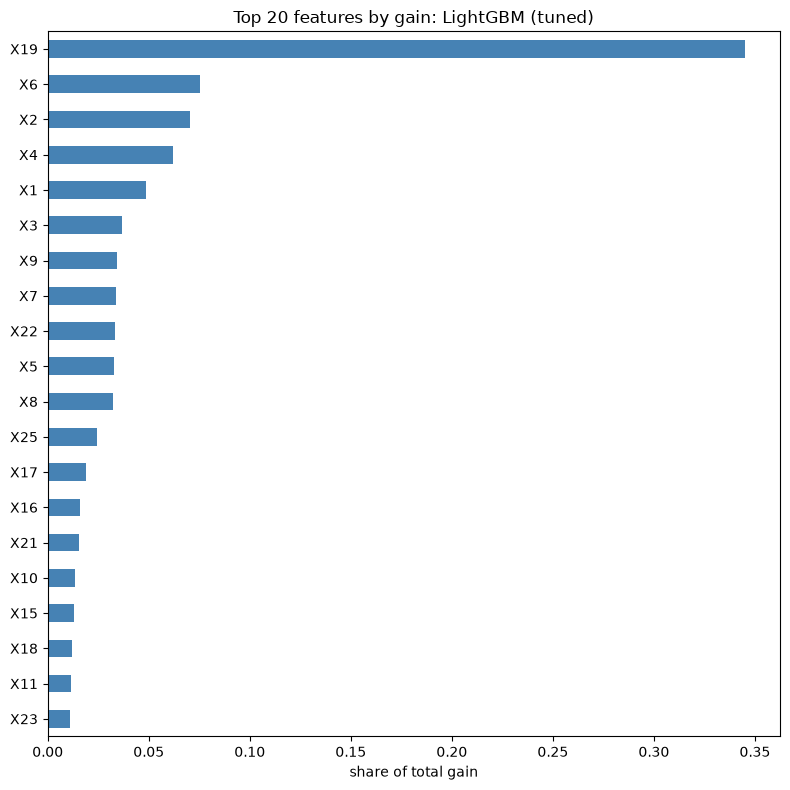 Top 20 features by gain: LightGBM (tuned)
X19
X6
X2
X4
X1
X3
X9
X7
X22
X5
X8
X25
X17
X16
X21
X10
X15
X18
X11
X23
0.00 0.05 0.10 0.15 0.20 0.25 0.30 0.35
share of total gain